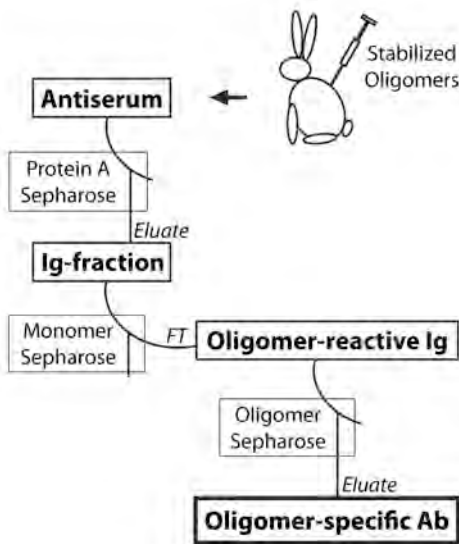 Stabilized
Oligomers
Antiserum
Protein A
Sepharose
Eluate
Ig-fraction
Monomer
Sepharose
FT
Oligomer-reactive Ig
Oligomer
Sepharose
Eluate
Oligomer-specific Ab